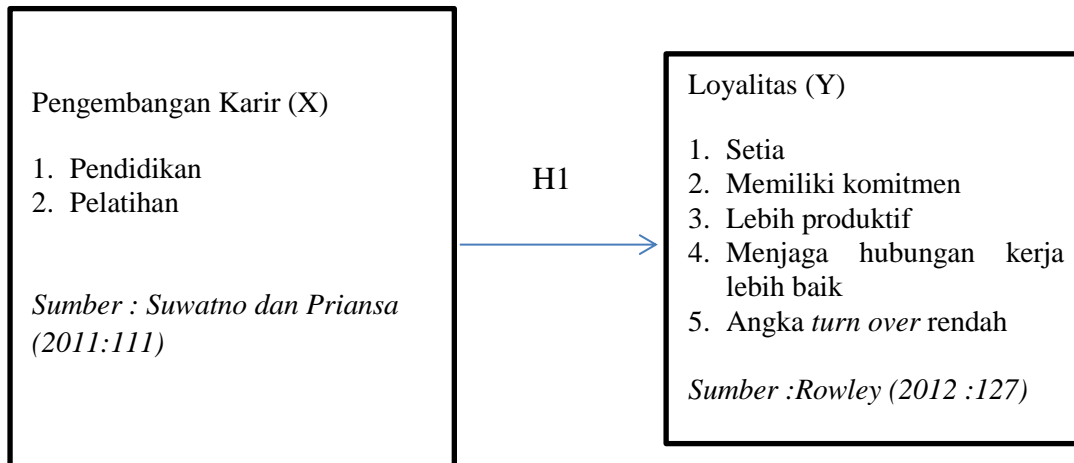 Pengembangan Karir (X)
1. Pendidikan
2. Pelatihan
Sumber : Suwatno dan Priansa
(2011:111)
H1
Loyalitas (Y)
1. Setia
2. Memiliki komitmen
3. Lebih produktif
4. Menjaga hubungan kerja
lebih baik
5. Angka turn over rendah
Sumber :Rowley (2012 :127)